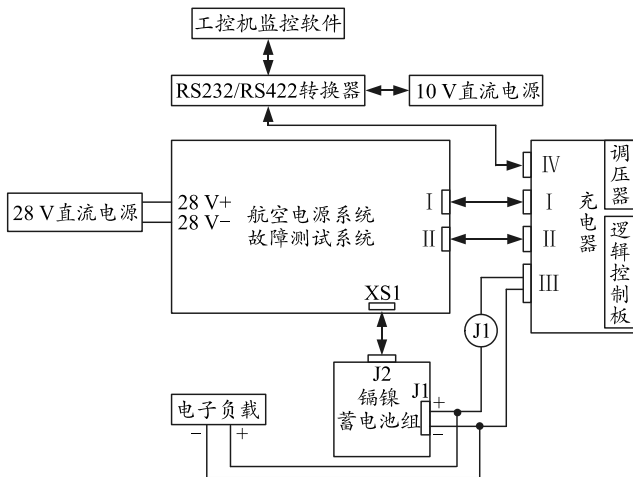 工控机监控软件
RS232/RS422转换器
10 V直流电源
28 V直流电源
28 V+
28 V−
航空电源系统
故障测试系统
I
II
XS1
IV
I
II
III
充电器
调压器
逻辑控制板
J1
J2
镉镍
蓄电池组
J1
+
−
电子负载
−
+